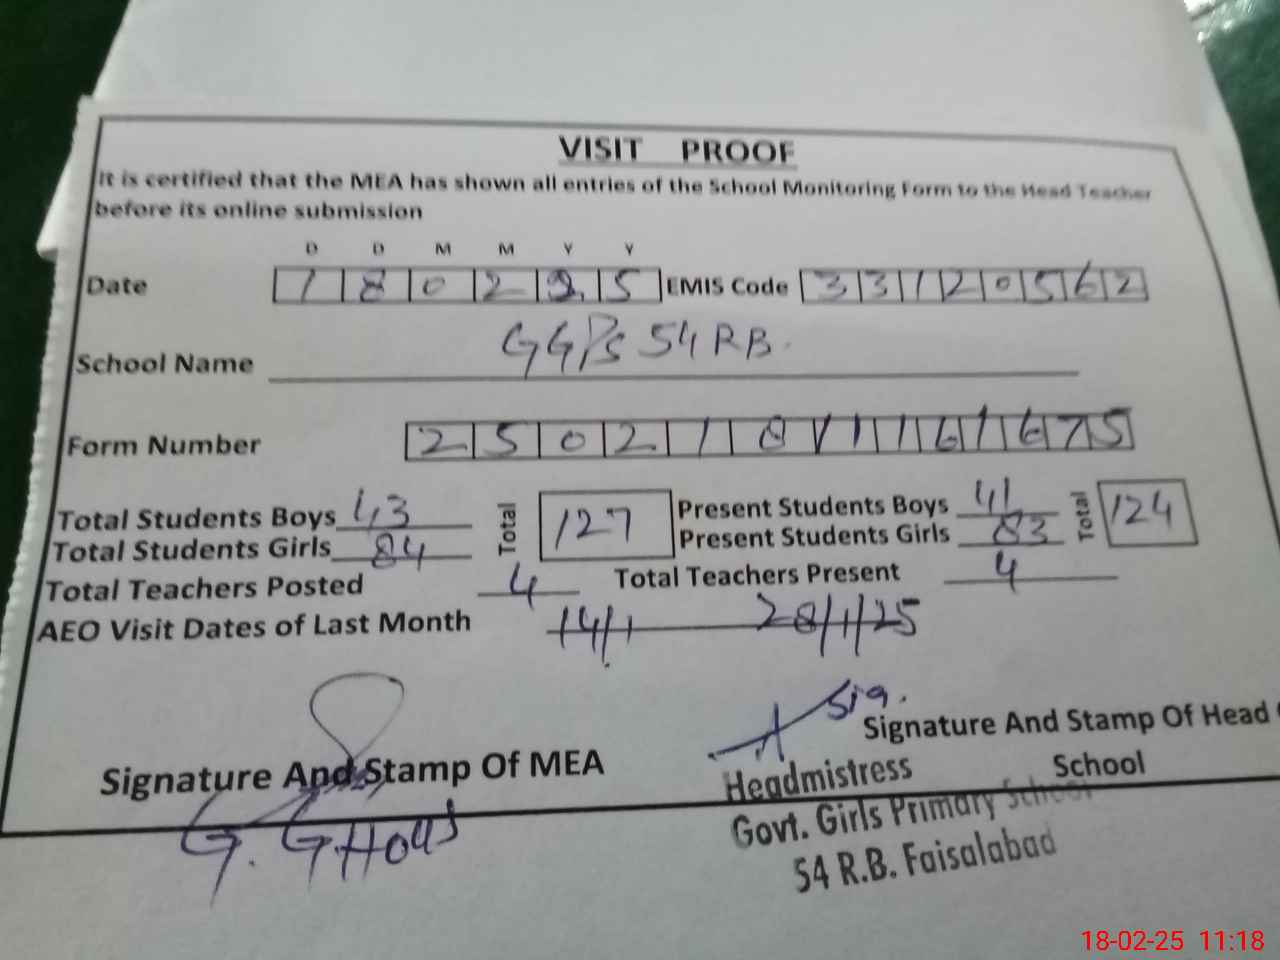 VISIT PROOF
It is certified that the MEA has shown all entries of the School Monitoring Form to the Head Teacher
before its online submission
D D M M Y Y
Date 1 8 0 2 2 5 EMIS Code 3 3 1 2 0 5 6 2
School Name GGPS 54 RB.
Form Number 2 5 0 2 1 8 1 1 1 6 1 6 7 5
Total Students Boys 43 Total 127 Present Students Boys 41 Total 124
Total Students Girls 84 Present Students Girls 83
Total Teachers Posted 4 Total Teachers Present 4
AEO Visit Dates of Last Month 14/1 28/1/25
Sig.
Signature And Stamp Of MEA Signature And Stamp Of Head
School
G.
Headmistress
Govt. Girls Primary School
54 R.B. Faisalabad
18-02-25 11:18